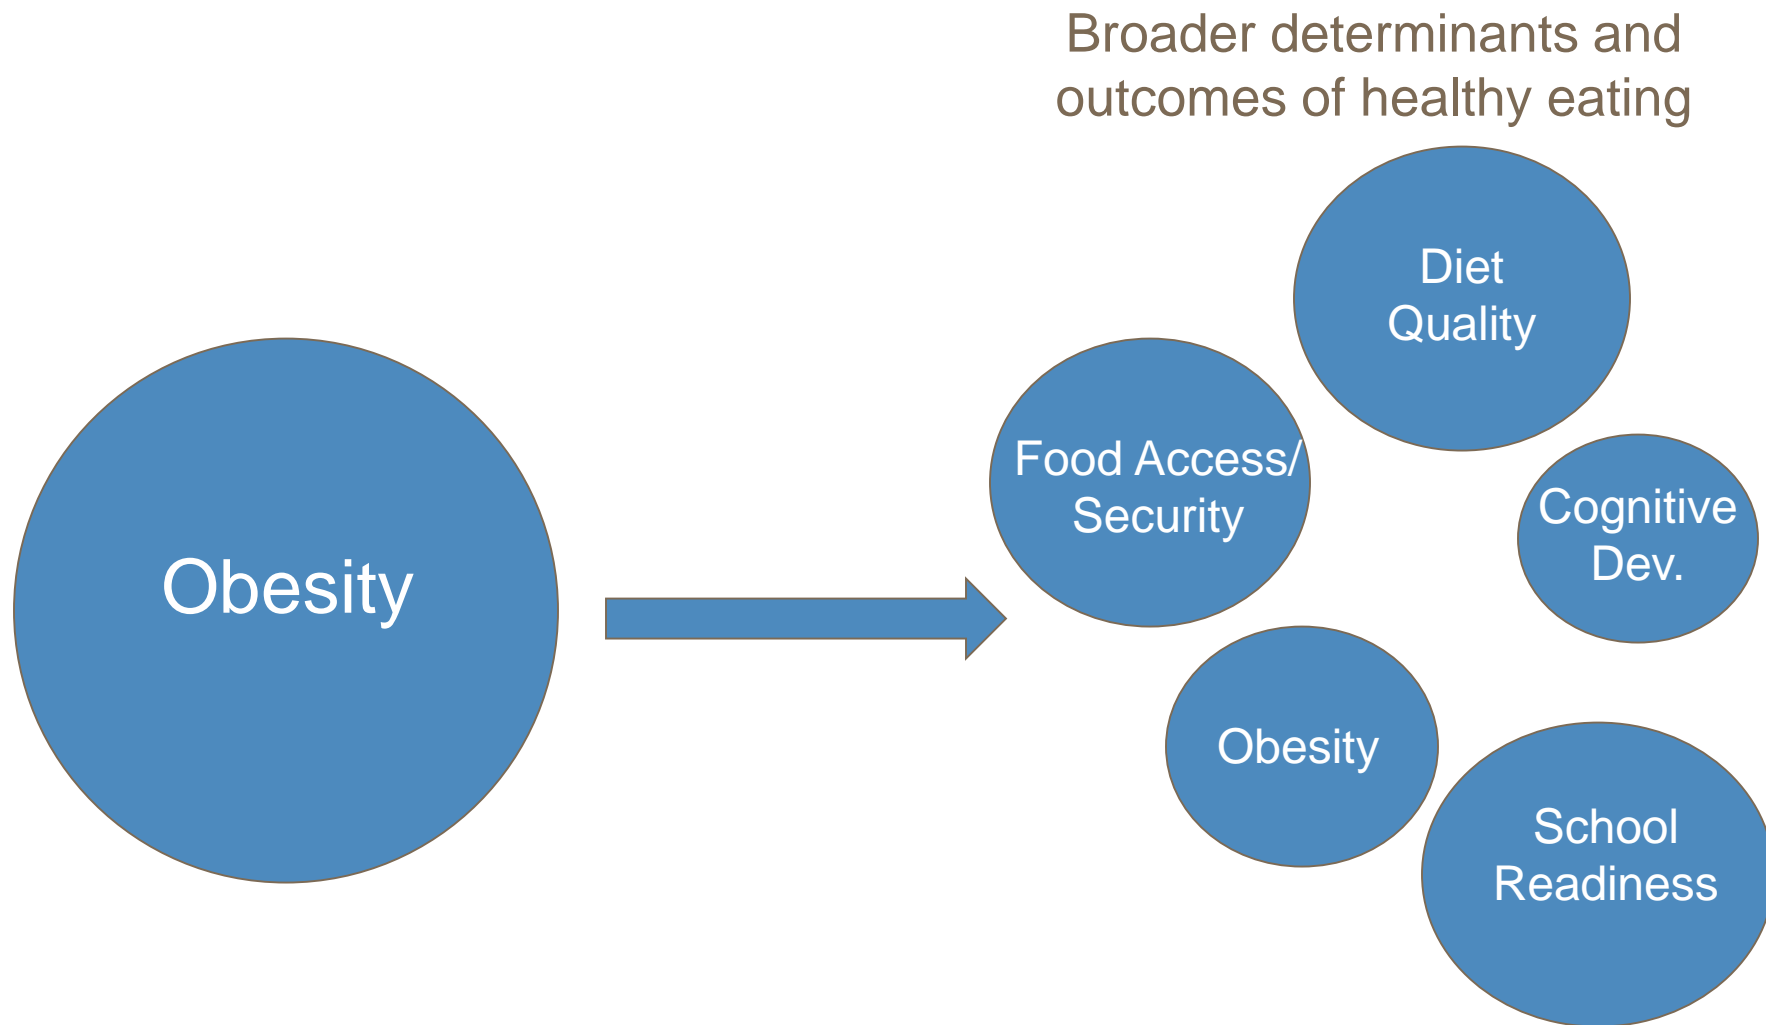 Broader determinants and
outcomes of healthy eating
Obesity
Diet
Quality
Food Access/
Security
Cognitive
Dev.
Obesity
School
Readiness